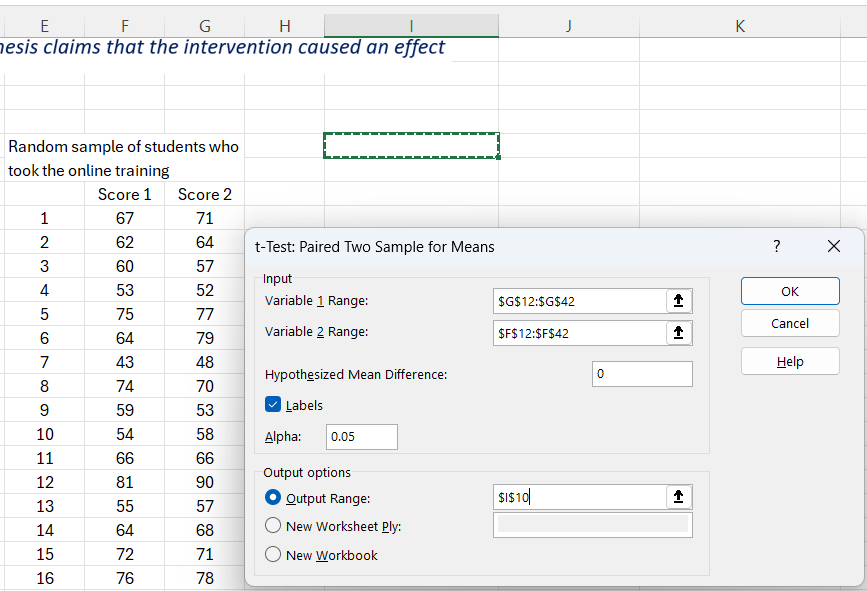 E F G H I J K
nesis claims that the intervention caused an effect
Random sample of students who
took the online training
Score 1 Score 2
1 67 71
2 62 64
3 60 57
4 53 52
5 75 77
6 64 79
7 43 48
8 74 70
9 59 53
10 54 58
11 66 66
12 81 90
13 55 57
14 64 68
15 72 71
16 76 78
t-Test: Paired Two Sample for Means ?
Input
Variable 1 Range: $G$12:$G$42
Variable 2 Range: $F$12:$F$42
Hypothesized Mean Difference: 0
Labels
Alpha: 0.05
Output options
Output Range: $I$10
New Worksheet Ply:
New Workbook
OK
Cancel
Help